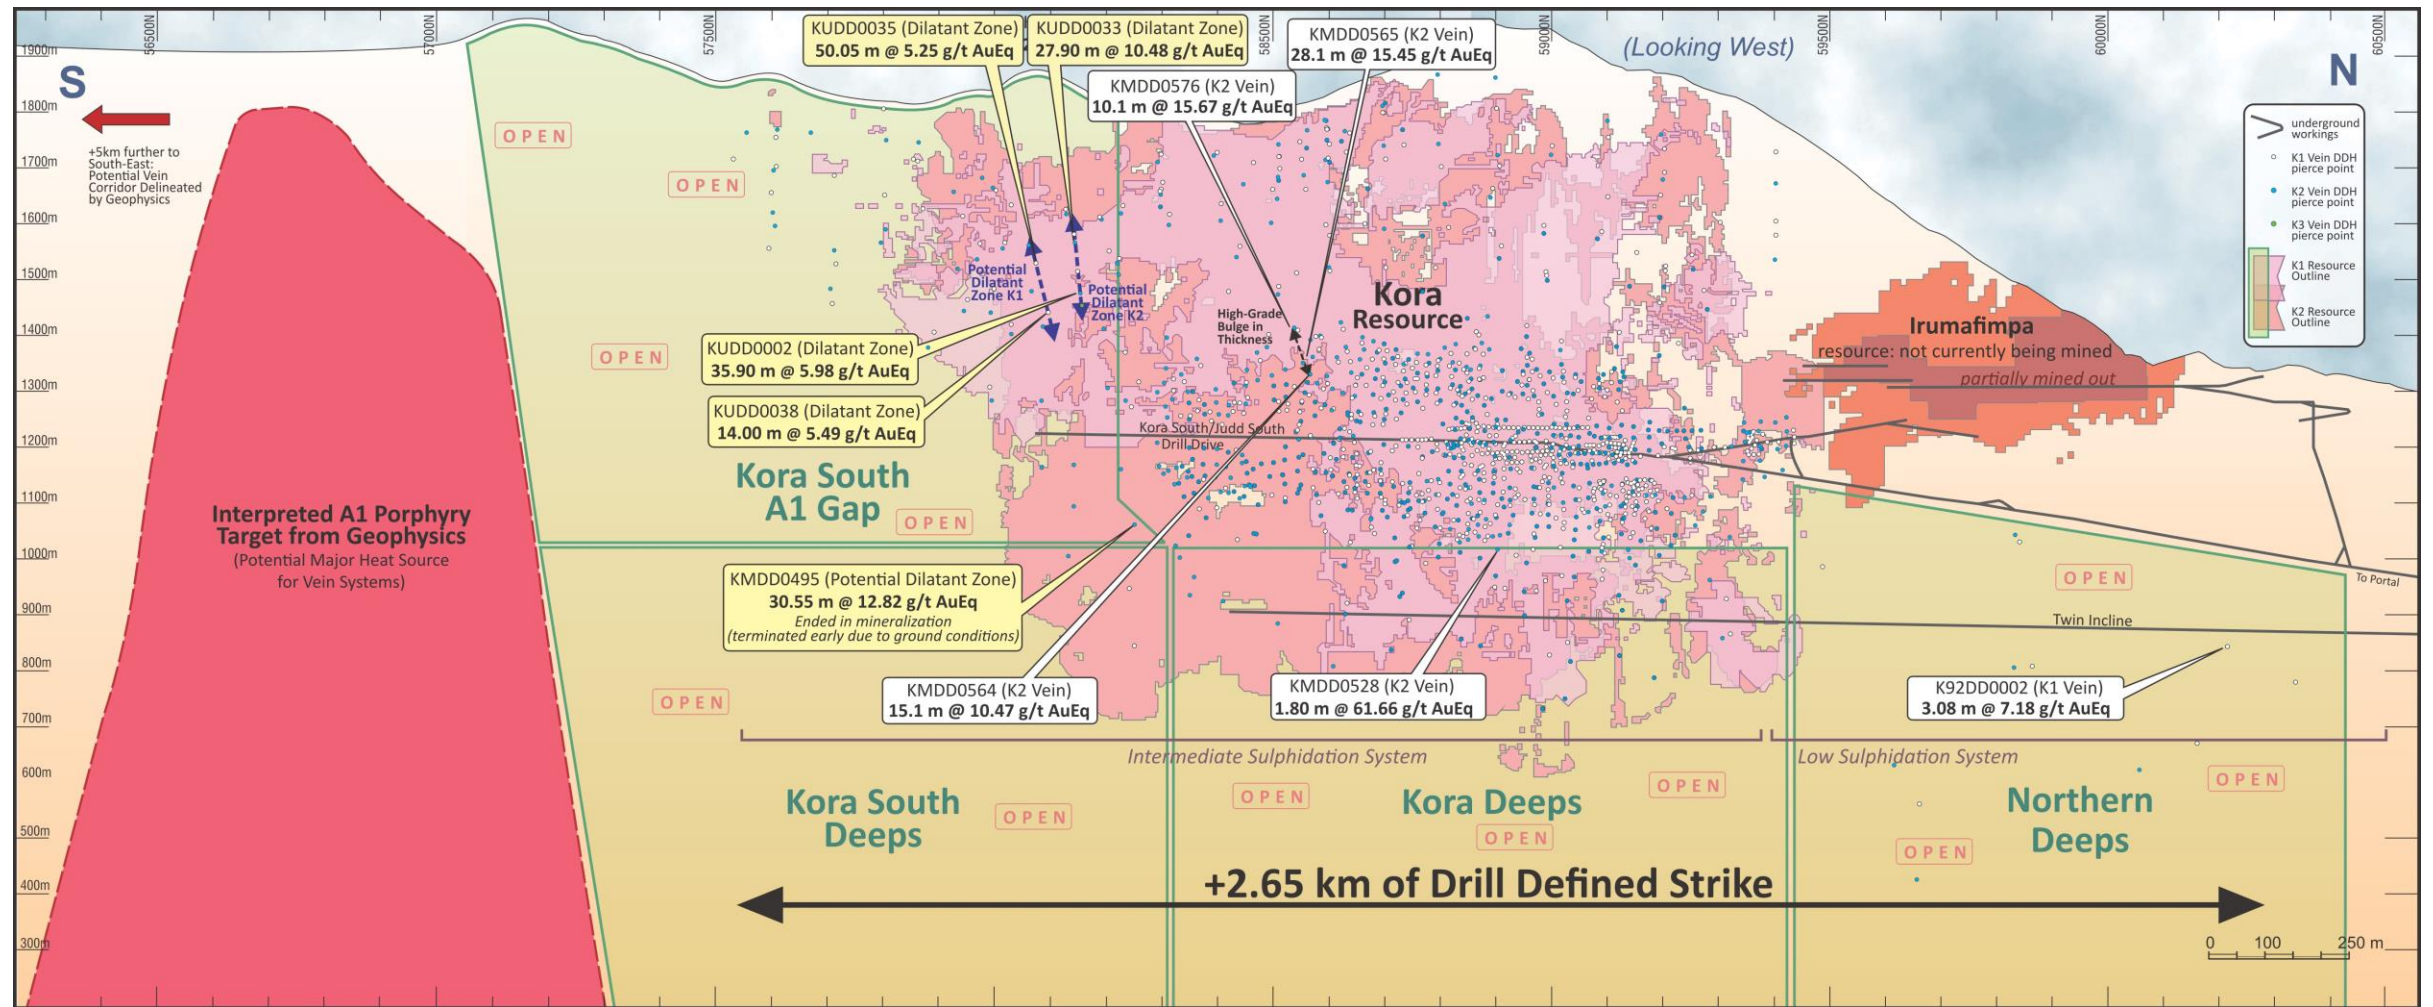 56500N
57000N
57500N
58500N
59000N
59500N
60000N
60500N
1900m
1800m
1700m
1600m
1500m
1400m
1300m
1200m
1100m
1000m
900m
800m
700m
600m
500m
400m
300m
S
N
(Looking West)
+5km further to
South-East:
Potential Vein
Corridor Delineated
by Geophysics
KUDD0035 (Dilatant Zone)
50.05 m @ 5.25 g/t AuEq
KUDD0033 (Dilatant Zone)
27.90 m @ 10.48 g/t AuEq
KMDD0565 (K2 Vein)
28.1 m @ 15.45 g/t AuEq
KMDD0576 (K2 Vein)
10.1 m @ 15.67 g/t AuEq
underground
workings
K1 Vein DDH
pierce point
K2 Vein DDH
pierce point
K3 Vein DDH
pierce point
K1 Resource
Outline
K2 Resource
Outline
OPEN
OPEN
OPEN
Potential
Dilatant
Zone K1
Potential
Dilatant
Zone K2
High-Grade
Bulge in
Thickness
Kora
Resource
Irumafimpa
resource: not currently being mined
partially mined out
KUDD0002 (Dilatant Zone)
35.90 m @ 5.98 g/t AuEq
KUDD0038 (Dilatant Zone)
14.00 m @ 5.49 g/t AuEq
Kora South/Judd South
Drill Drive
Kora South
A1 Gap
OPEN
Interpreted A1 Porphyry
Target from Geophysics
(Potential Major Heat Source
for Vein Systems)
KMDD0495 (Potential Dilatant Zone)
30.55 m @ 12.82 g/t AuEq
Ended in mineralization
(terminated early due to ground conditions)
OPEN
To Portal
Twin Incline
OPEN
KMDD0564 (K2 Vein)
15.1 m @ 10.47 g/t AuEq
KMDD0528 (K2 Vein)
1.80 m @ 61.66 g/t AuEq
K92DD0002 (K1 Vein)
3.08 m @ 7.18 g/t AuEq
Intermediate Sulphidation System
Low Sulphidation System
Kora South
Deeps
OPEN
OPEN
Kora Deeps
OPEN
OPEN
Northern
Deeps
OPEN
OPEN
+2.65 km of Drill Defined Strike
0 100 250 m